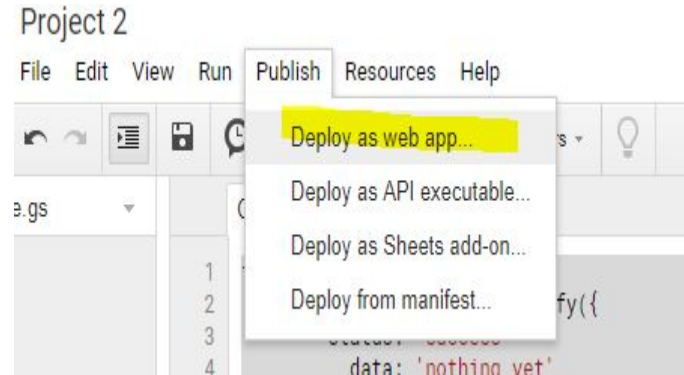 Project 2
File Edit View Run Publish Resources Help
Deploy as web app...
e.gs
Deploy as API executable...
Deploy as Sheets add-on...
1
2 fy({
Deploy from manifest...
3
4 data: 'nothing yet'